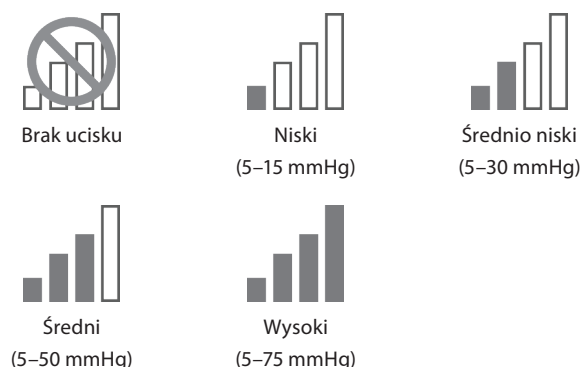 Brak ucisku
Niski
(5–15 mmHg)
Średnio niski
(5–30 mmHg)
Średni
(5–50 mmHg)
Wysoki
(5–75 mmHg)